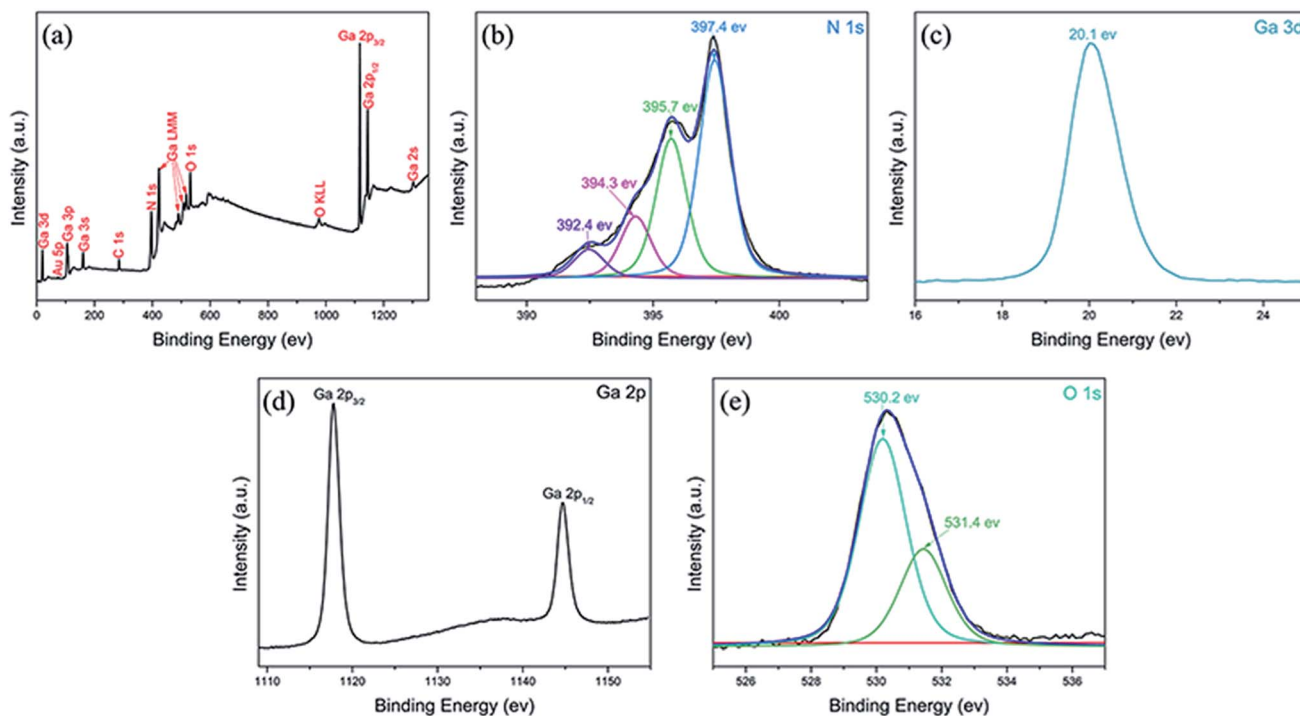 (a)
Ga 3d
Au 5p
Ga 3p
Ga 3s
C 1s
N 1s
Ga LMM
O 1s
O KLL
Ga 2p3/2
Ga 2p1/2
Ga 2s
Intensity (a.u.)
0 200 400 600 800 1000 1200
Binding Energy (ev)
(b)
N 1s
397.4 ev
395.7 ev
394.3 ev
392.4 ev
Intensity (a.u.)
390 395 400
Binding Energy (ev)
(c)
Ga 3d
20.1 ev
Intensity (a.u.)
16 18 20 22 24
Binding Energy (ev)
(d)
Ga 2p
Ga 2p3/2
Ga 2p1/2
Intensity (a.u.)
1110 1120 1130 1140 1150
Binding Energy (ev)
(e)
O 1s
530.2 ev
531.4 ev
Intensity (a.u.)
526 528 530 532 534 536
Binding Energy (ev)